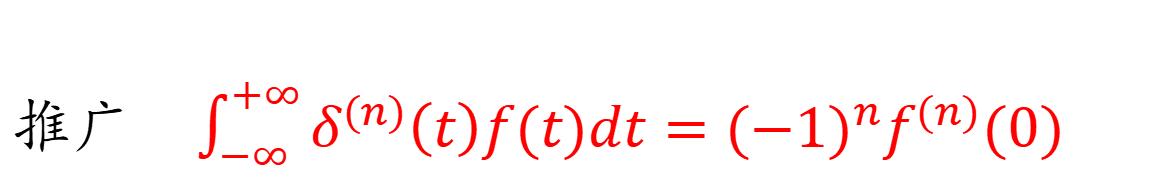 推广 ∫_{-∞}^{+∞} δ^{(n)}(t)f(t)dt = (-1)^n f^{(n)}(0)